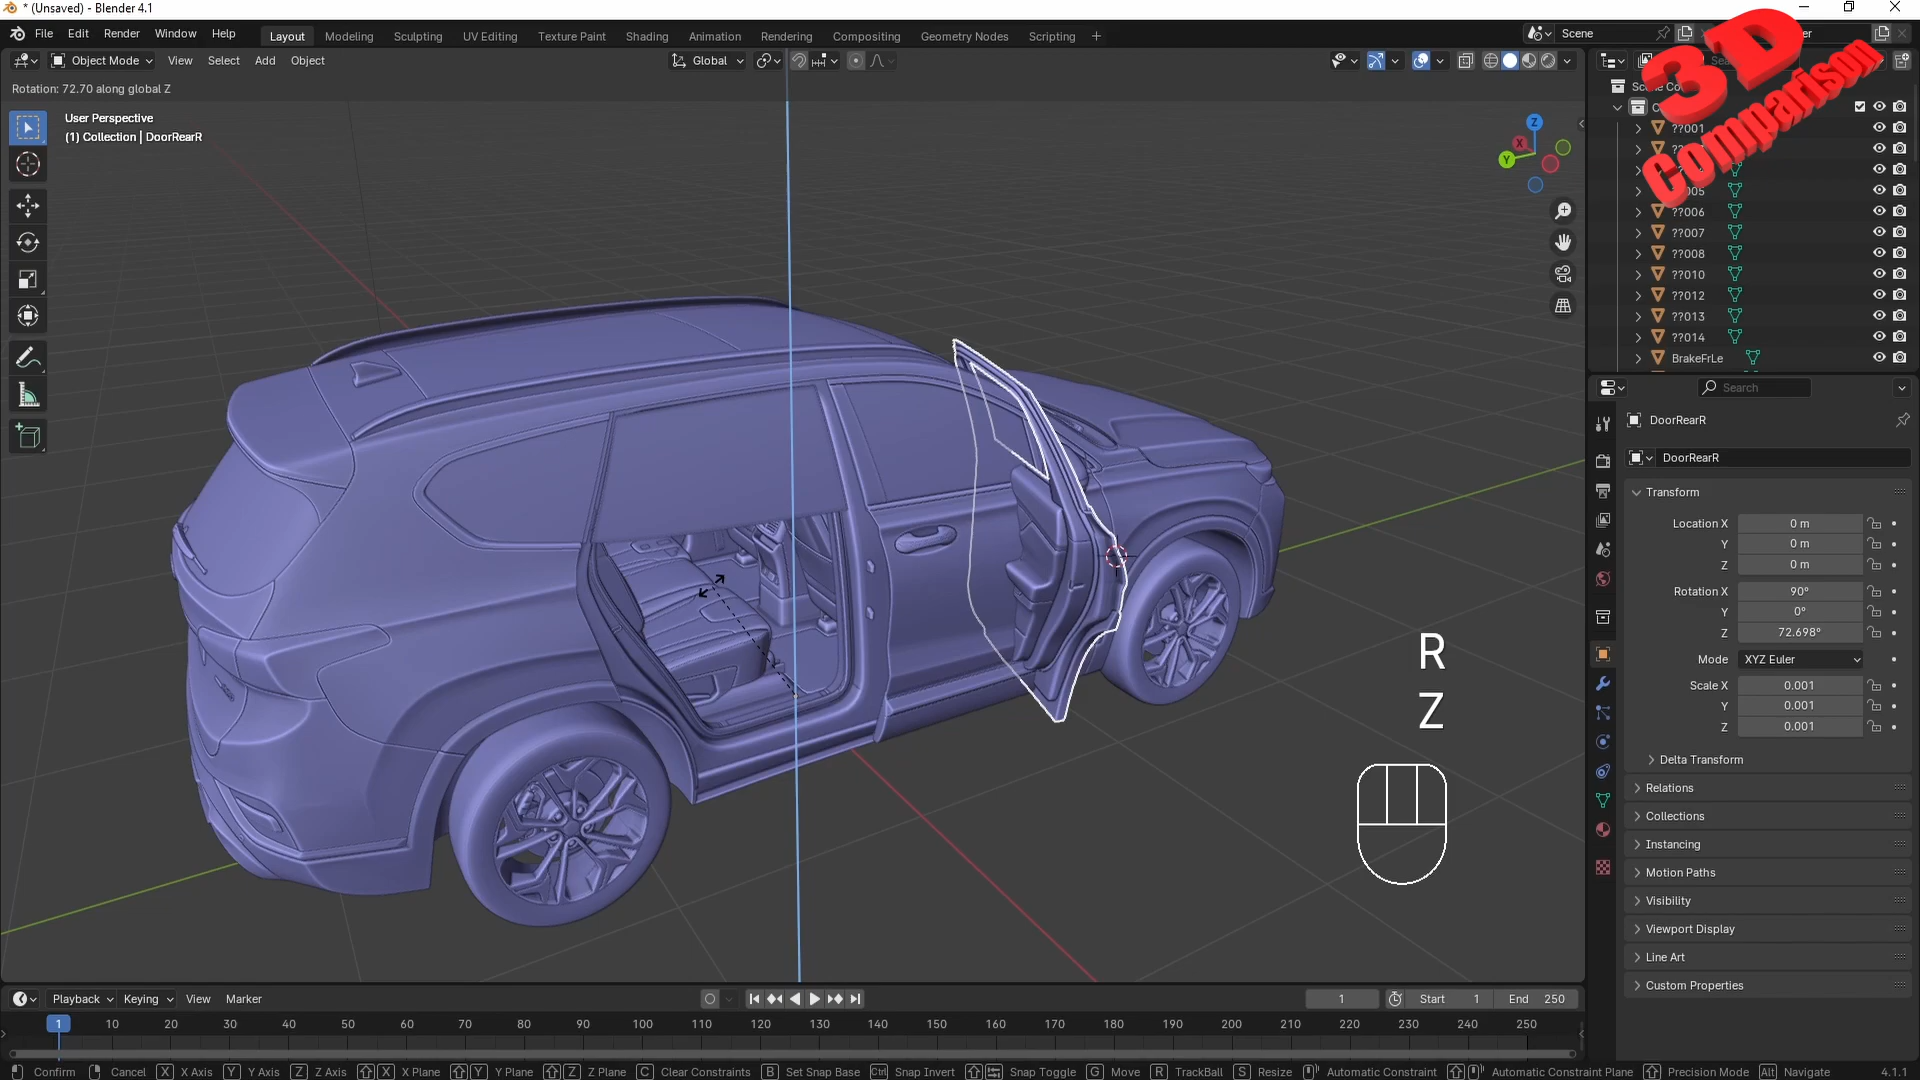 * (Unsaved) - Blender 4.1
File Edit Render Window Help
Layout Modeling Sculpting UV Editing Texture Paint Shading Animation Rendering Compositing Geometry Nodes Scripting +
Scene
Object Mode View Select Add Object
Global
Rotation: 72.70 along global Z
User Perspective
(1) Collection | DoorRearR
Z
X
Y
3D
Comparison
??001
??006
??007
??008
??010
??012
??013
??014
BrakeFrLe
Search
DoorRearR
DoorRearR
Transform
Location X 0 m
Y 0 m
Z 0 m
Rotation X 90°
Y 0°
Z 72.698°
Mode XYZ Euler
Scale X 0.001
Y 0.001
Z 0.001
Delta Transform
Relations
Collections
Instancing
Motion Paths
Visibility
Viewport Display
Line Art
Custom Properties
R
Z
Playback Keying View Marker
1 Start 1 End 250
1 10 20 30 40 50 60 70 80 90 100 110 120 130 140 150 160 170 180 190 200 210 220 230 240 250
Confirm Cancel X X Axis Y Y Axis Z Z Axis X X Plane Y Y Plane Z Z Plane C Clear Constraints B Set Snap Base Ctrl Snap Invert Snap Toggle G Move R TrackBall S Resize Automatic Constraint Automatic Constraint Plane Precision Mode Alt Navigate 4.1.1